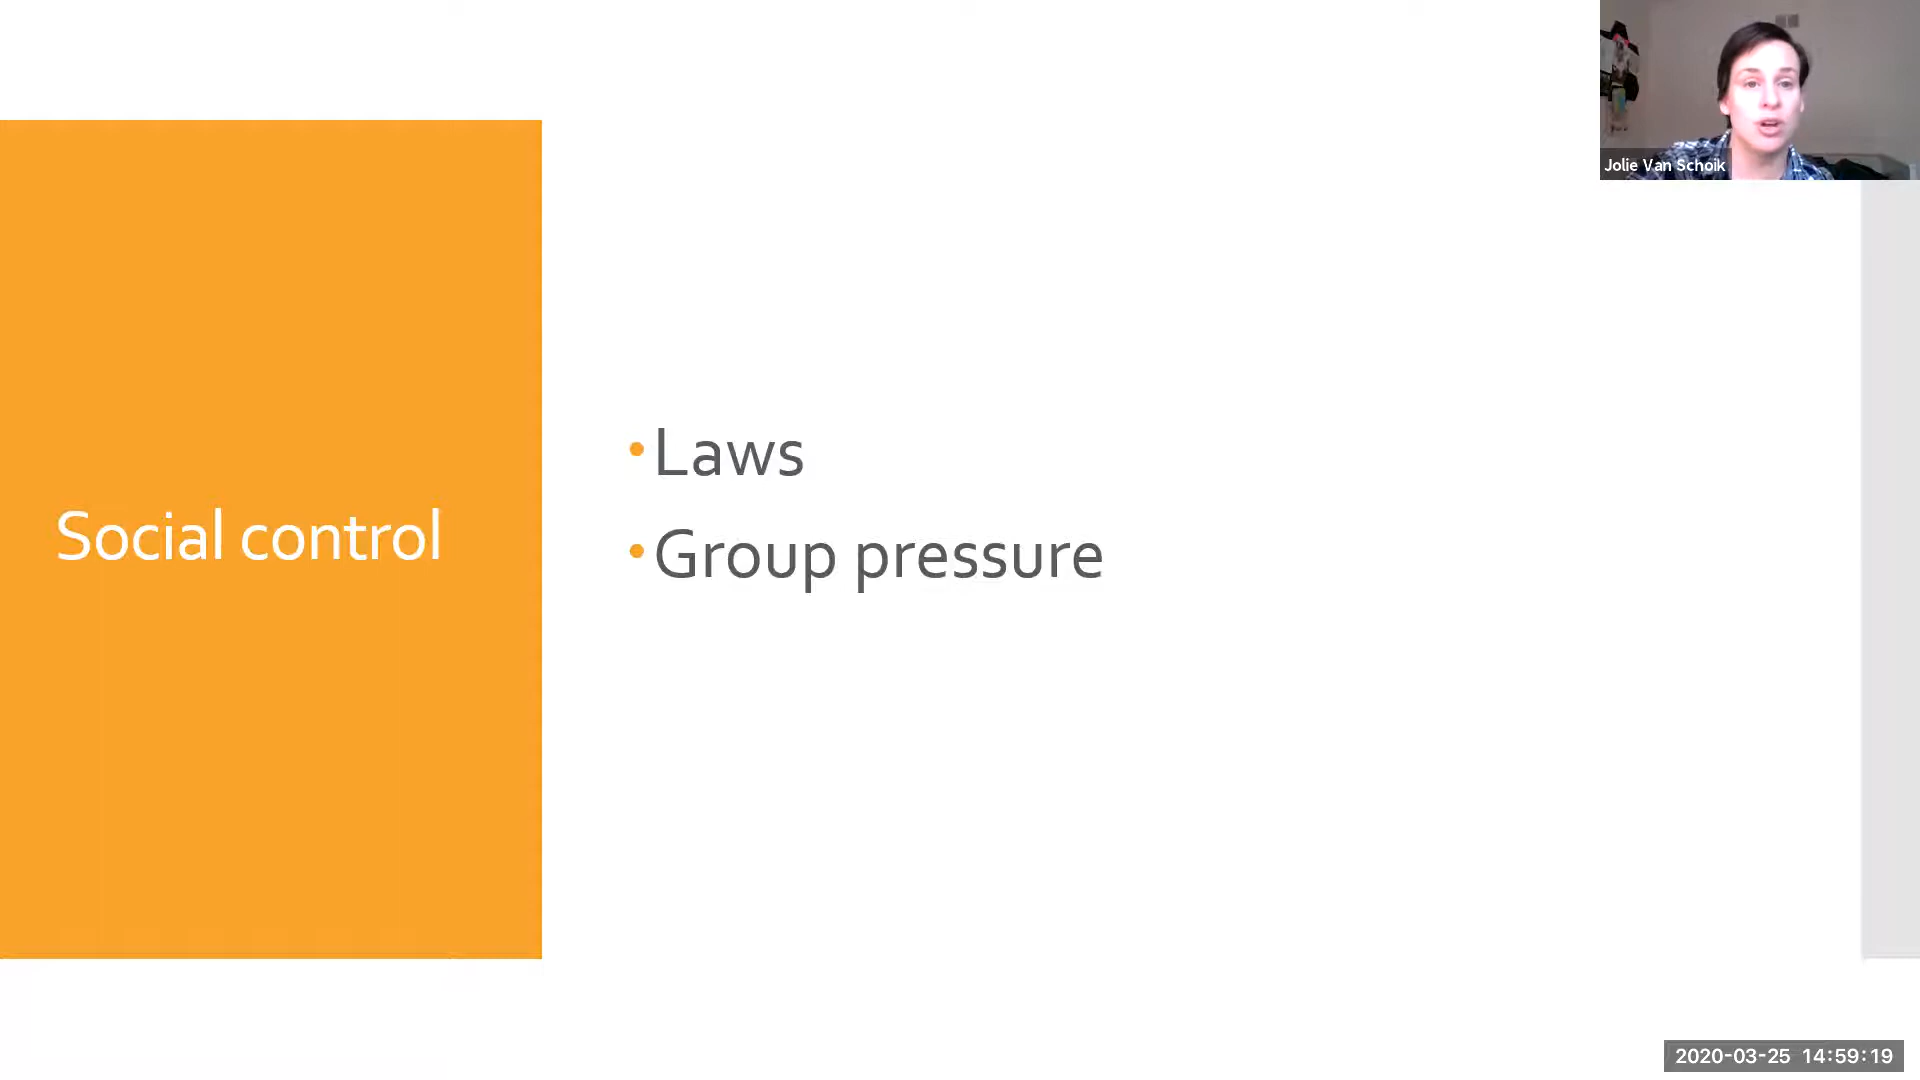 Jolie Van Schoik
Social control
Laws
Group pressure
2020-03-25 14:59:19